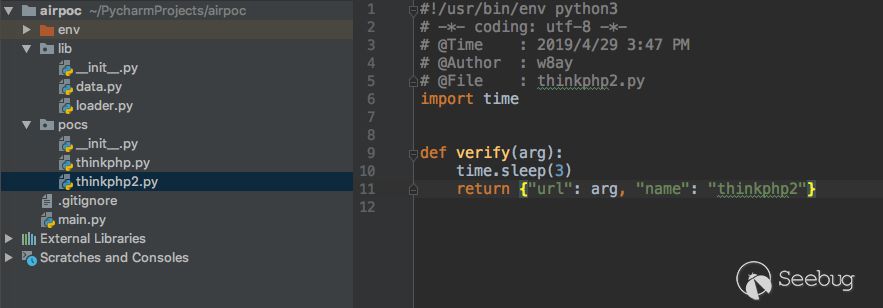 airpoc ~/PycharmProjects/airpoc
env
lib
__init__.py
data.py
loader.py
pocs
__init__.py
thinkphp.py
thinkphp2.py
.gitignore
main.py
External Libraries
Scratches and Consoles
1 #!/usr/bin/env python3
2 # -*- coding: utf-8 -*-
3 # @Time    : 2019/4/29 3:47 PM
4 # @Author  : w8ay
5 # @File    : thinkphp2.py
6 import time
7
8
9 def verify(arg):
10     time.sleep(3)
11     return {"url": arg, "name": "thinkphp2"}
12
Seebug